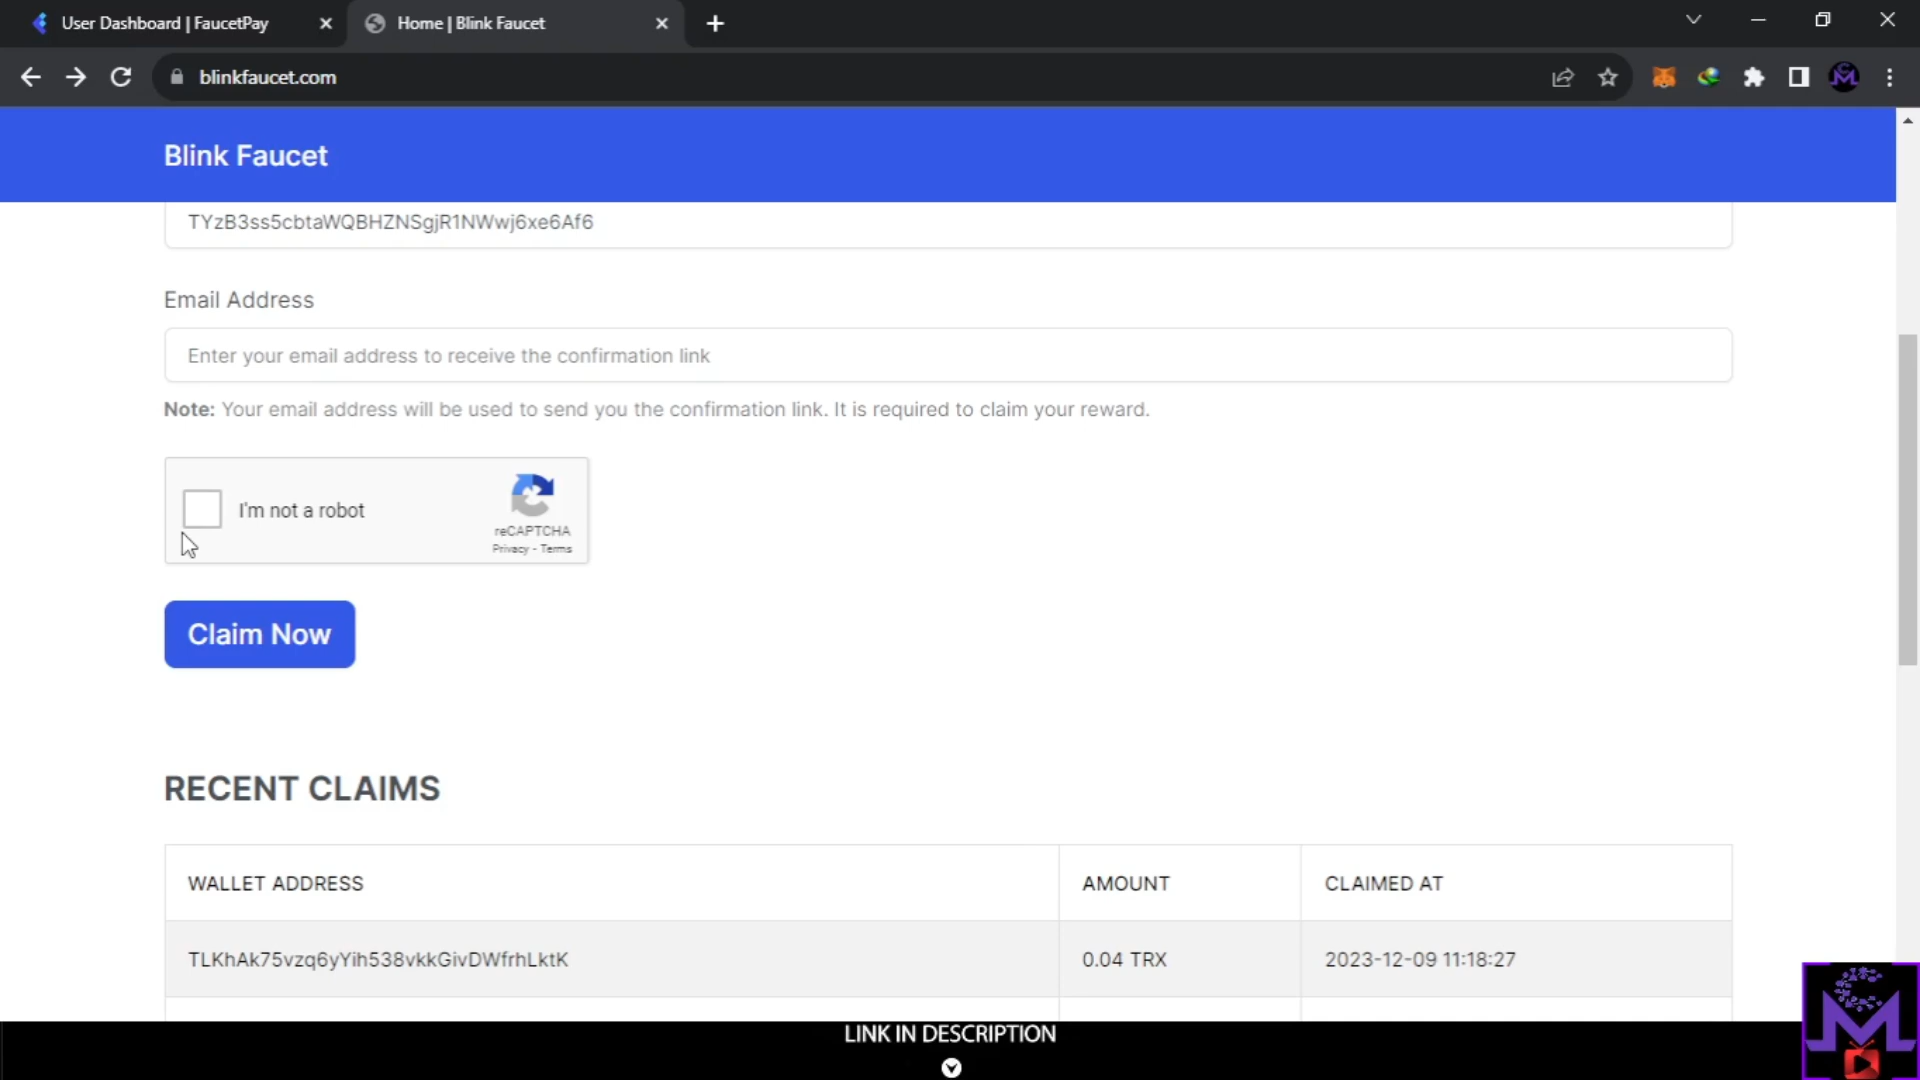 User Dashboard | FaucetPay
Home | Blink Faucet
blinkfaucet.com
Blink Faucet
TYzB3ss5cbtaWQBHZNSgjR1NWwj6xe6Af6
Email Address
Enter your email address to receive the confirmation link
Note: Your email address will be used to send you the confirmation link. It is required to claim your reward.
I'm not a robot
reCAPTCHA
Privacy - Terms
Claim Now
RECENT CLAIMS
WALLET ADDRESS AMOUNT CLAIMED AT
TLKhAk75vzq6yYih538vkkGivDWfrhLktK 0.04 TRX 2023-12-09 11:18:27
LINK IN DESCRIPTION